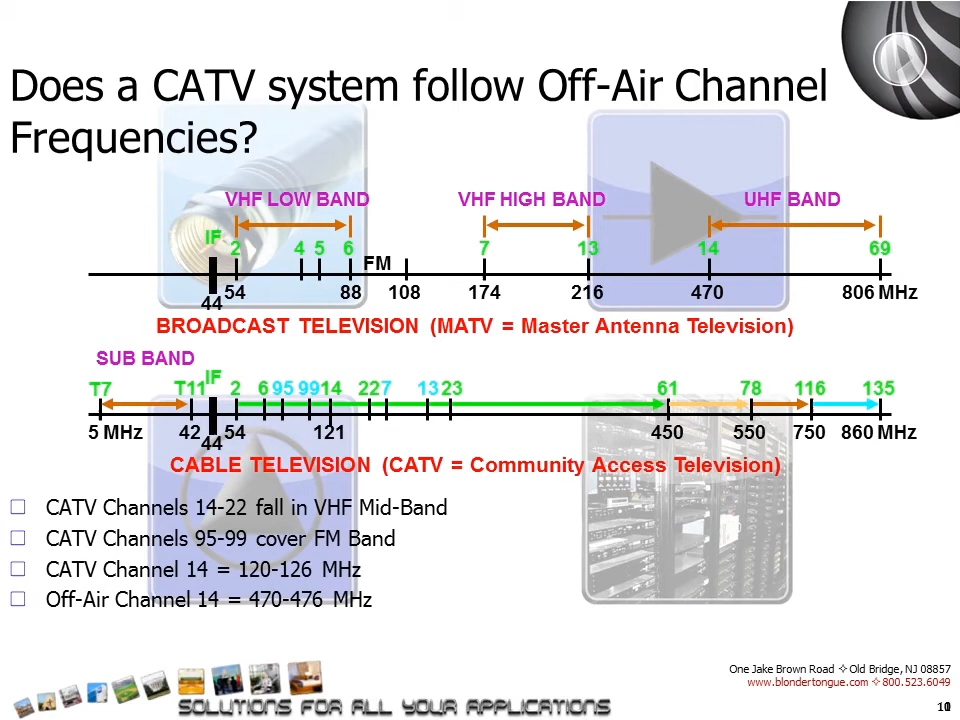 Does a CATV system follow Off-Air Channel
Frequencies?
VHF LOW BAND VHF HIGH BAND UHF BAND
IF 2 4 5 6 7 13 14 69
FM
44 54 88 108 174 216 470 806 MHz
BROADCAST TELEVISION (MATV = Master Antenna Television)
SUB BAND
T7 T11 IF 2 6 95 99 14 22 7 13 23 61 78 116 135
5 MHz 42 44 54 121 450 550 750 860 MHz
CABLE TELEVISION (CATV = Community Access Television)
CATV Channels 14-22 fall in VHF Mid-Band
CATV Channels 95-99 cover FM Band
CATV Channel 14 = 120-126 MHz
Off-Air Channel 14 = 470-476 MHz
One Jake Brown Road ✧ Old Bridge, NJ 08857
www.blondertongue.com ✧ 800.523.6049
SOLUTIONS FOR ALL YOUR APPLICATIONS